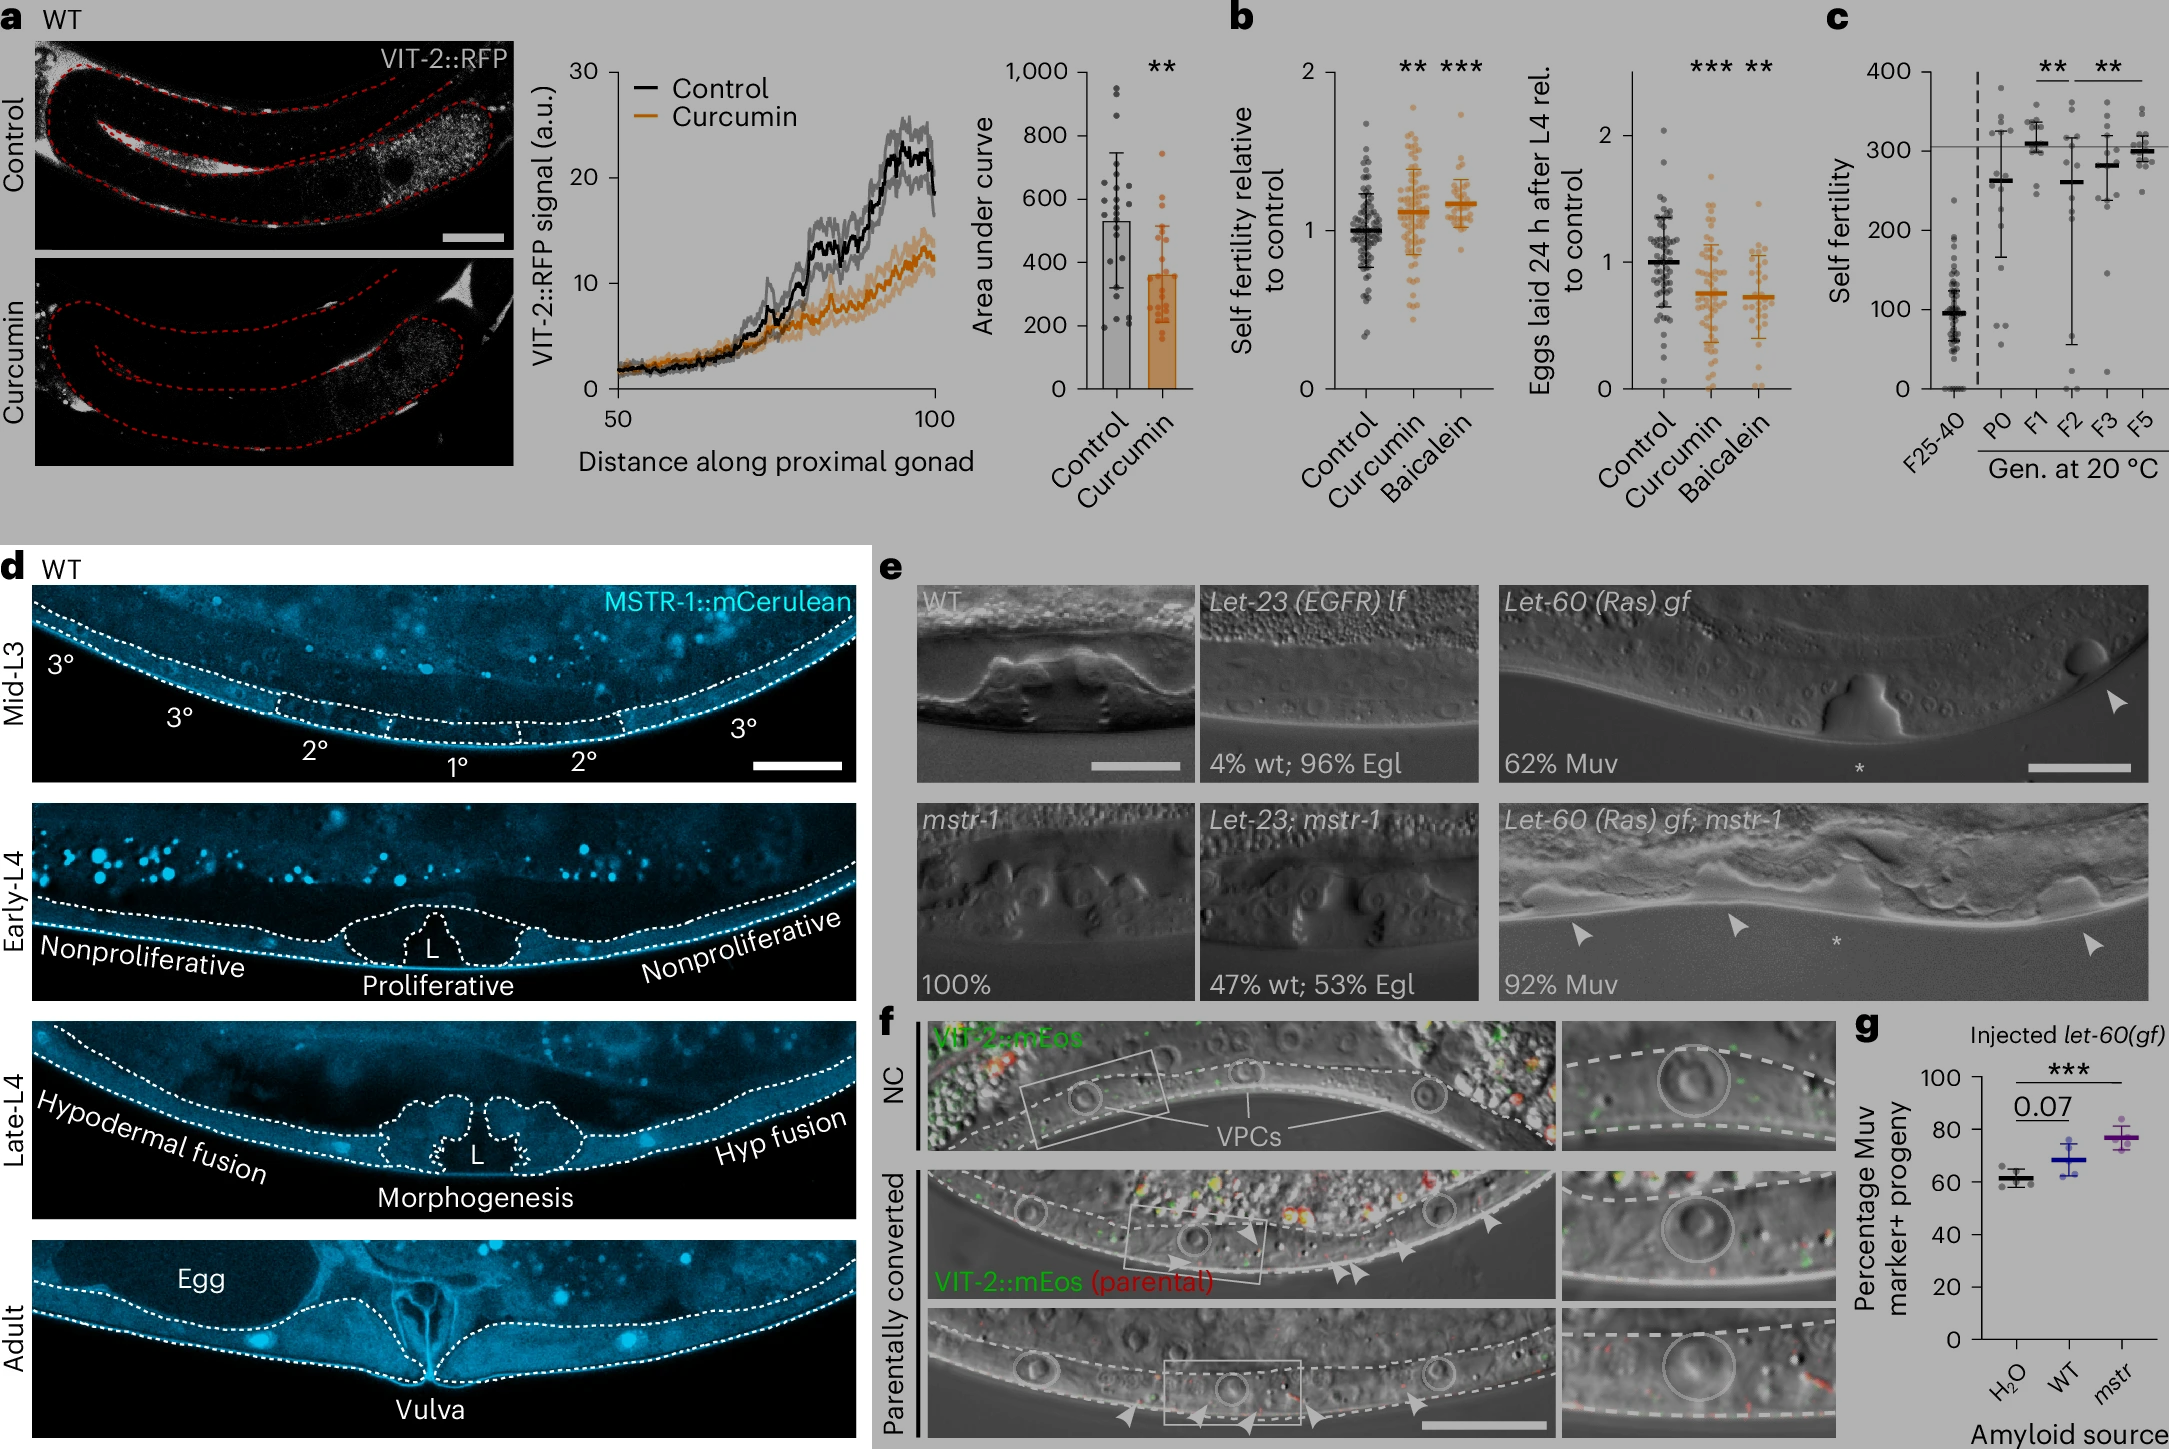 a WT
Control
VIT-2::RFP
Curcumin
VIT-2::RFP signal (a.u.)
30
20
10
0
Control
Curcumin
50 100
Distance along proximal gonad
Area under curve
1,000
800
600
400
200
0
**
Control
Curcumin
b
Self fertility relative
to control
2
1
0
** ***
Control
Curcumin
Baicalein
Eggs laid 24 h after L4 rel.
to control
2
1
0
*** **
Control
Curcumin
Baicalein
c
Self fertility
400
300
200
100
0
** **
F25-40
P0
F1
F2
F3
F5
Gen. at 20 °C
d WT
Mid-L3
MSTR-1::mCerulean
3°
3°
2°
1°
2°
3°
Early-L4
Nonproliferative
L
Proliferative
Nonproliferative
Late-L4
Hypodermal fusion
L
Morphogenesis
Hyp fusion
Adult
Egg
Vulva
e
WT
Let-23 (EGFR) lf
4% wt; 96% Egl
Let-60 (Ras) gf
62% Muv
*
mstr-1
100%
Let-23; mstr-1
47% wt; 53% Egl
Let-60 (Ras) gf; mstr-1
92% Muv
*
f
NC
VIT-2::mEos
VPCs
Parentally converted
VIT-2::mEos (parental)
g
Injected let-60(gf)
Percentage Muv
marker+ progeny
100
80
60
40
20
0
***
0.07
H₂O
WT
mstr
Amyloid source